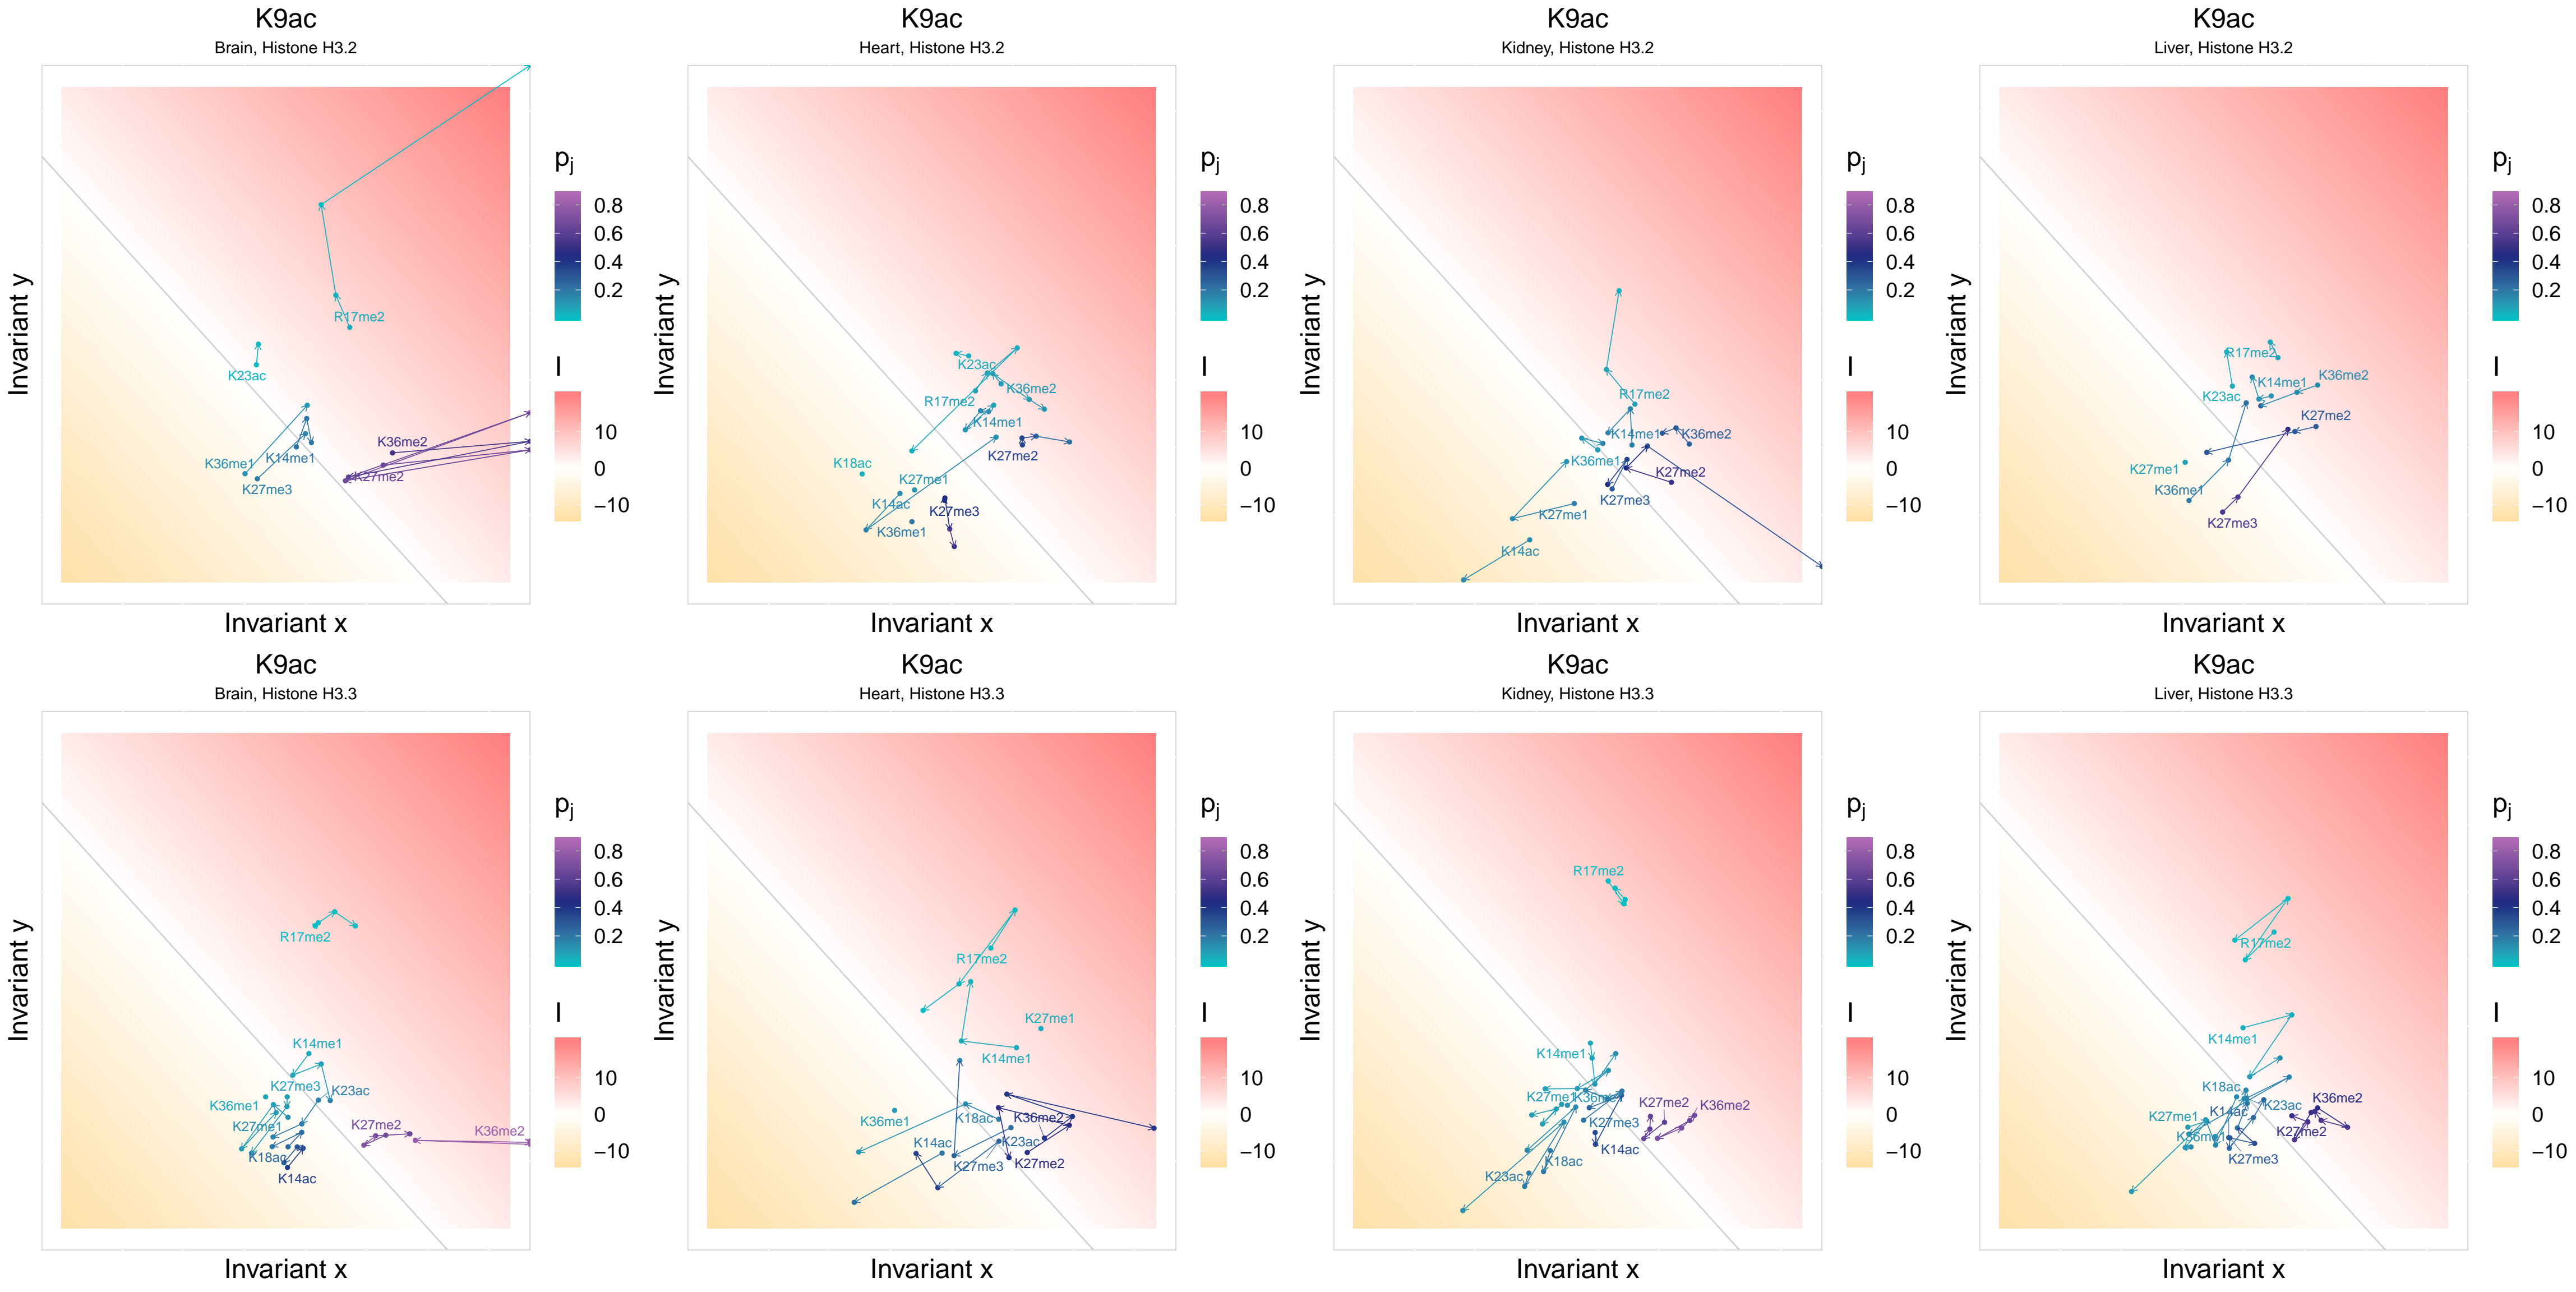 K9ac
Brain, Histone H3.2
Invariant y
Invariant x
R17me2
K23ac
K36me2
K36me1
K14me1
K27me2
K27me3
pj
0.8
0.6
0.4
0.2
I
10
0
−10
K9ac
Heart, Histone H3.2
Invariant y
Invariant x
K23ac
K36me2
R17me2
K14me1
K27me2
K18ac
K27me1
K14ac
K27me3
K36me1
pj
0.8
0.6
0.4
0.2
I
10
0
−10
K9ac
Kidney, Histone H3.2
Invariant y
Invariant x
R17me2
K14me1
K36me2
K36me1
K27me2
K27me3
K27me1
K14ac
pj
0.8
0.6
0.4
0.2
I
10
0
−10
K9ac
Liver, Histone H3.2
Invariant y
Invariant x
R17me2
K36me2
K14me1
K23ac
K27me2
K27me1
K36me1
K27me3
pj
0.8
0.6
0.4
0.2
I
10
0
−10
K9ac
Brain, Histone H3.3
Invariant y
Invariant x
R17me2
K14me1
K27me3
K23ac
K36me1
K27me1
K27me2
K36me2
K18ac
K14ac
pj
0.8
0.6
0.4
0.2
I
10
0
−10
K9ac
Heart, Histone H3.3
Invariant y
Invariant x
R17me2
K27me1
K14me1
K36me1
K18ac
K36me2
K14ac
K23ac
K27me3
K27me2
pj
0.8
0.6
0.4
0.2
I
10
0
−10
K9ac
Kidney, Histone H3.3
Invariant y
Invariant x
R17me2
K14me1
K27me1
K36me1
K27me2
K36me2
K27me3
K14ac
K18ac
K23ac
pj
0.8
0.6
0.4
0.2
I
10
0
−10
K9ac
Liver, Histone H3.3
Invariant y
Invariant x
R17me2
K14me1
K18ac
K36me2
K23ac
K14ac
K27me1
K27me2
K36me1
K27me3
pj
0.8
0.6
0.4
0.2
I
10
0
−10